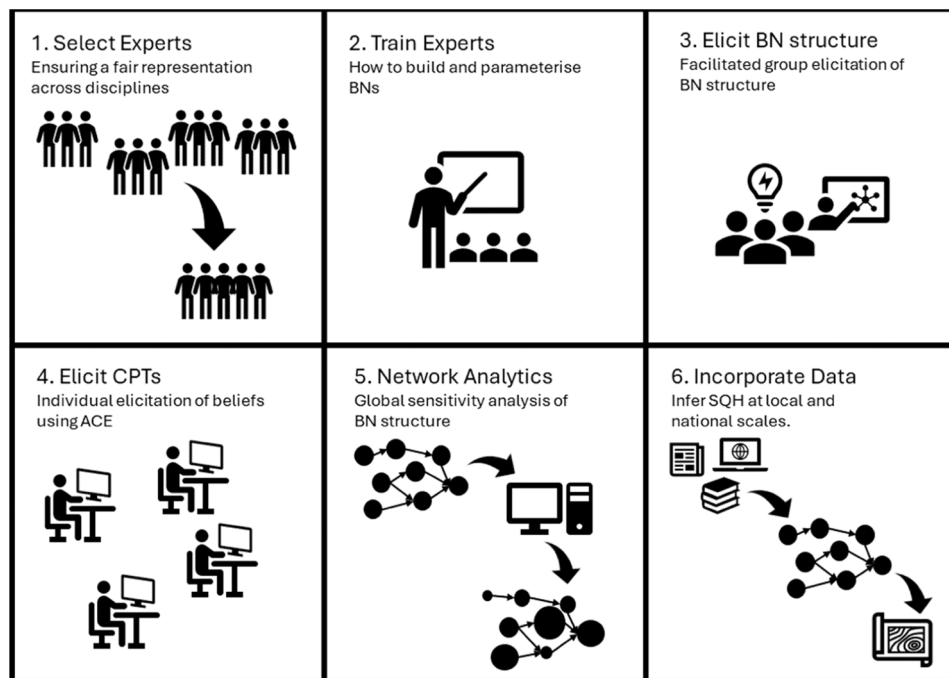 1. Select Experts
Ensuring a fair representation
across disciplines
2. Train Experts
How to build and parameterise
BNs
3. Elicit BN structure
Facilitated group elicitation of
BN structure
4. Elicit CPTs
Individual elicitation of beliefs
using ACE
5. Network Analytics
Global sensitivity analysis of
BN structure
6. Incorporate Data
Infer SQH at local and
national scales.